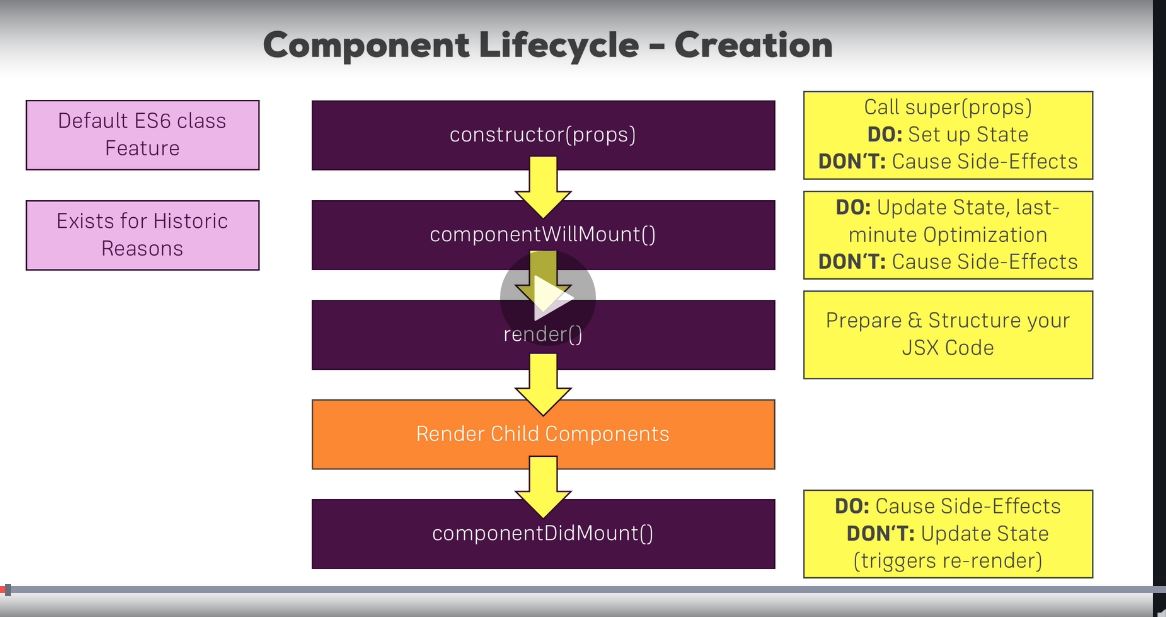 Component Lifecycle – Creation
Default ES6 class
Feature
constructor(props)
Call super(props)
DO: Set up State
DON'T: Cause Side-Effects
Exists for Historic
Reasons
componentWillMount()
DO: Update State, last-
minute Optimization
DON'T: Cause Side-Effects
render()
Prepare & Structure your
JSX Code
Render Child Components
componentDidMount()
DO: Cause Side-Effects
DON'T: Update State
(triggers re-render)